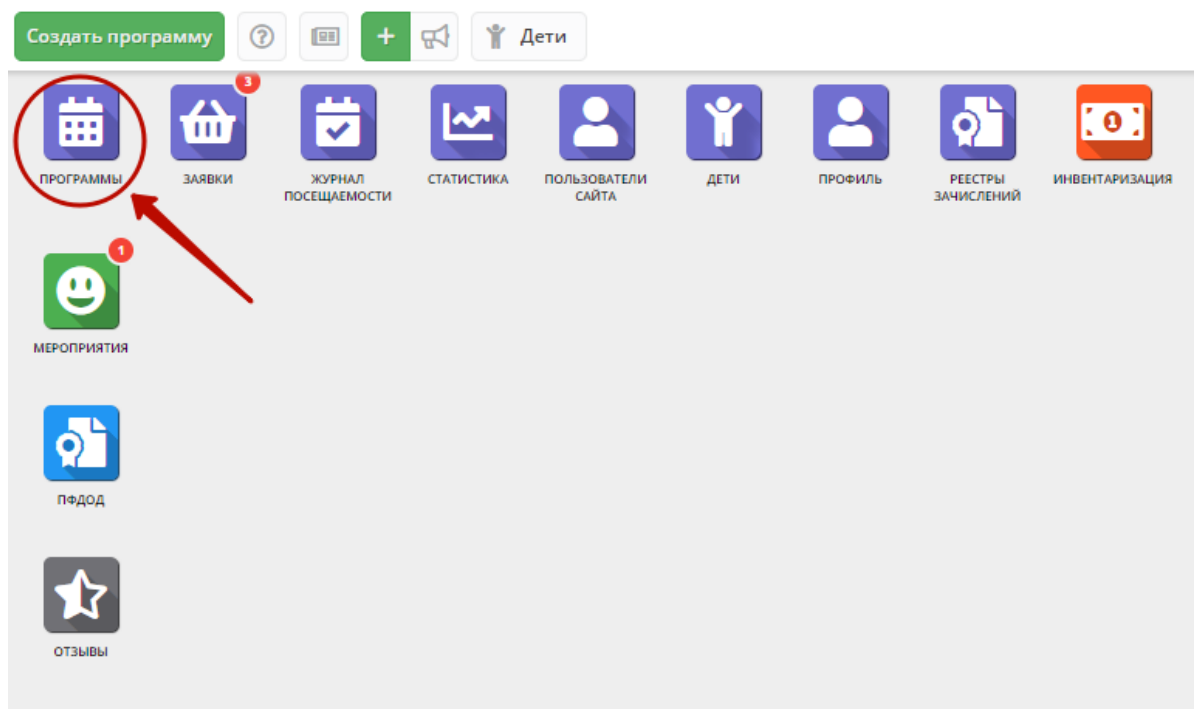 Создать программу
Дети
3
ПРОГРАММЫ
ЗАЯВКИ
ЖУРНАЛ
ПОСЕЩАЕМОСТИ
СТАТИСТИКА
ПОЛЬЗОВАТЕЛИ
САЙТА
ДЕТИ
ПРОФИЛЬ
РЕЕСТРЫ
ЗАЧИСЛЕНИЙ
1
ИНВЕНТАРИЗАЦИЯ
1
МЕРОПРИЯТИЯ
ПФДОД
ОТЗЫВЫ